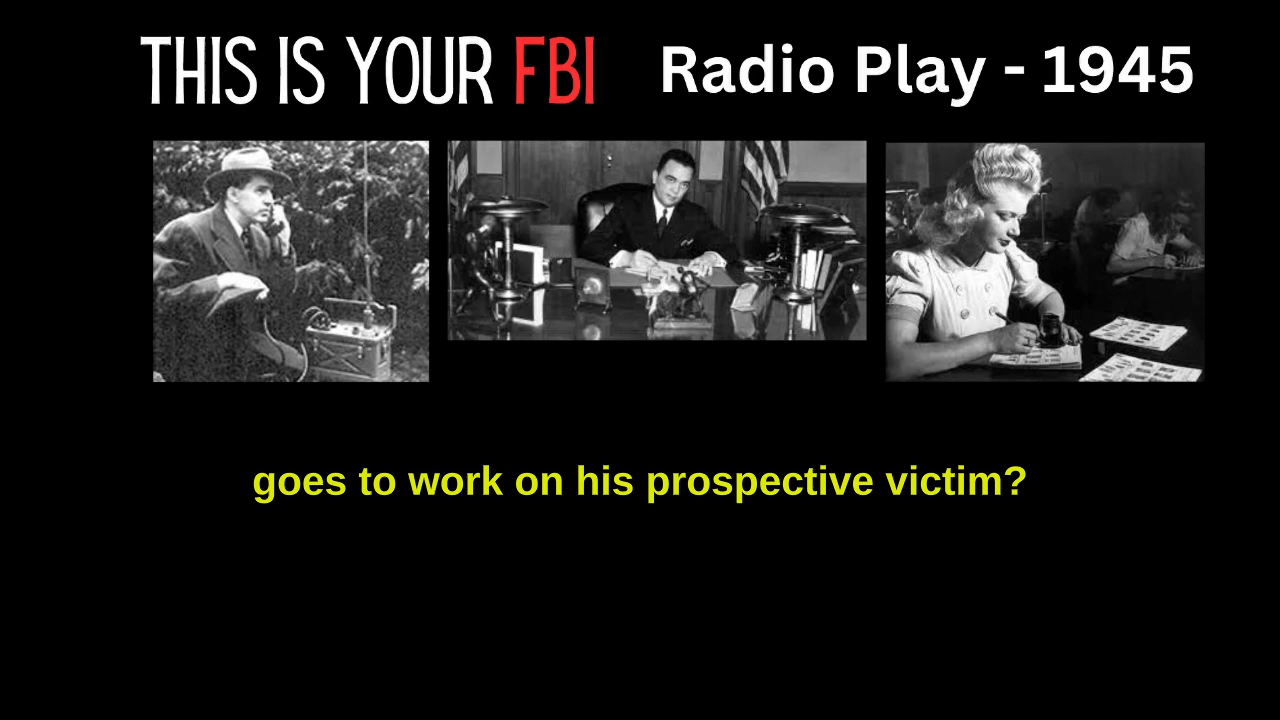 THIS IS YOUR FBI
Radio Play - 1945
goes to work on his prospective victim?